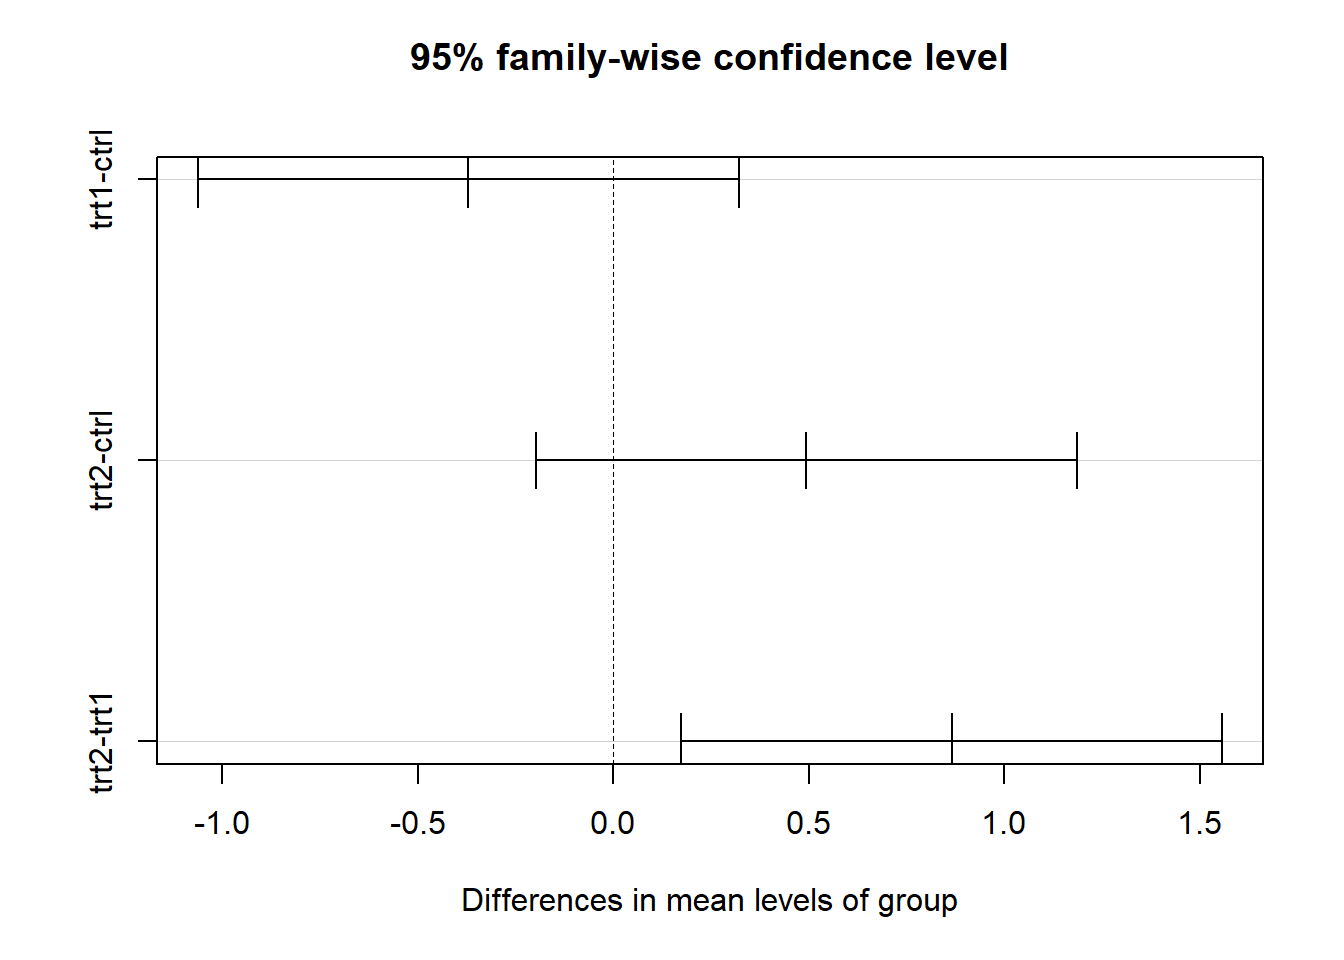 95% family-wise confidence level
trt1-ctrl
trt2-ctrl
trt2-trt1
-1.0 -0.5 0.0 0.5 1.0 1.5
Differences in mean levels of group